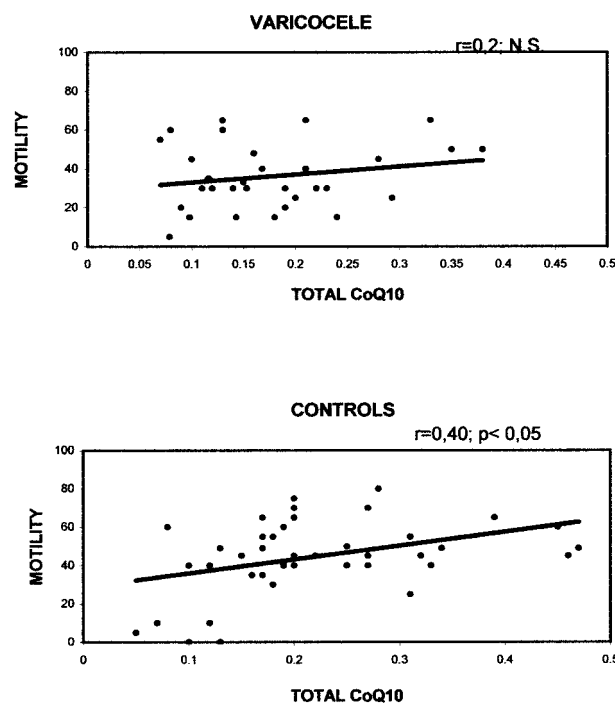 VARICOCELE
r=0,2; N.S.
100
80
60
40
20
0
MOTILITY
0 0.05 0.1 0.15 0.2 0.25 0.3 0.35 0.4 0.45 0.5
TOTAL CoQ10
CONTROLS
r=0,40; p< 0,05
100
80
60
40
20
0
MOTILITY
0 0.1 0.2 0.3 0.4 0.5
TOTAL CoQ10